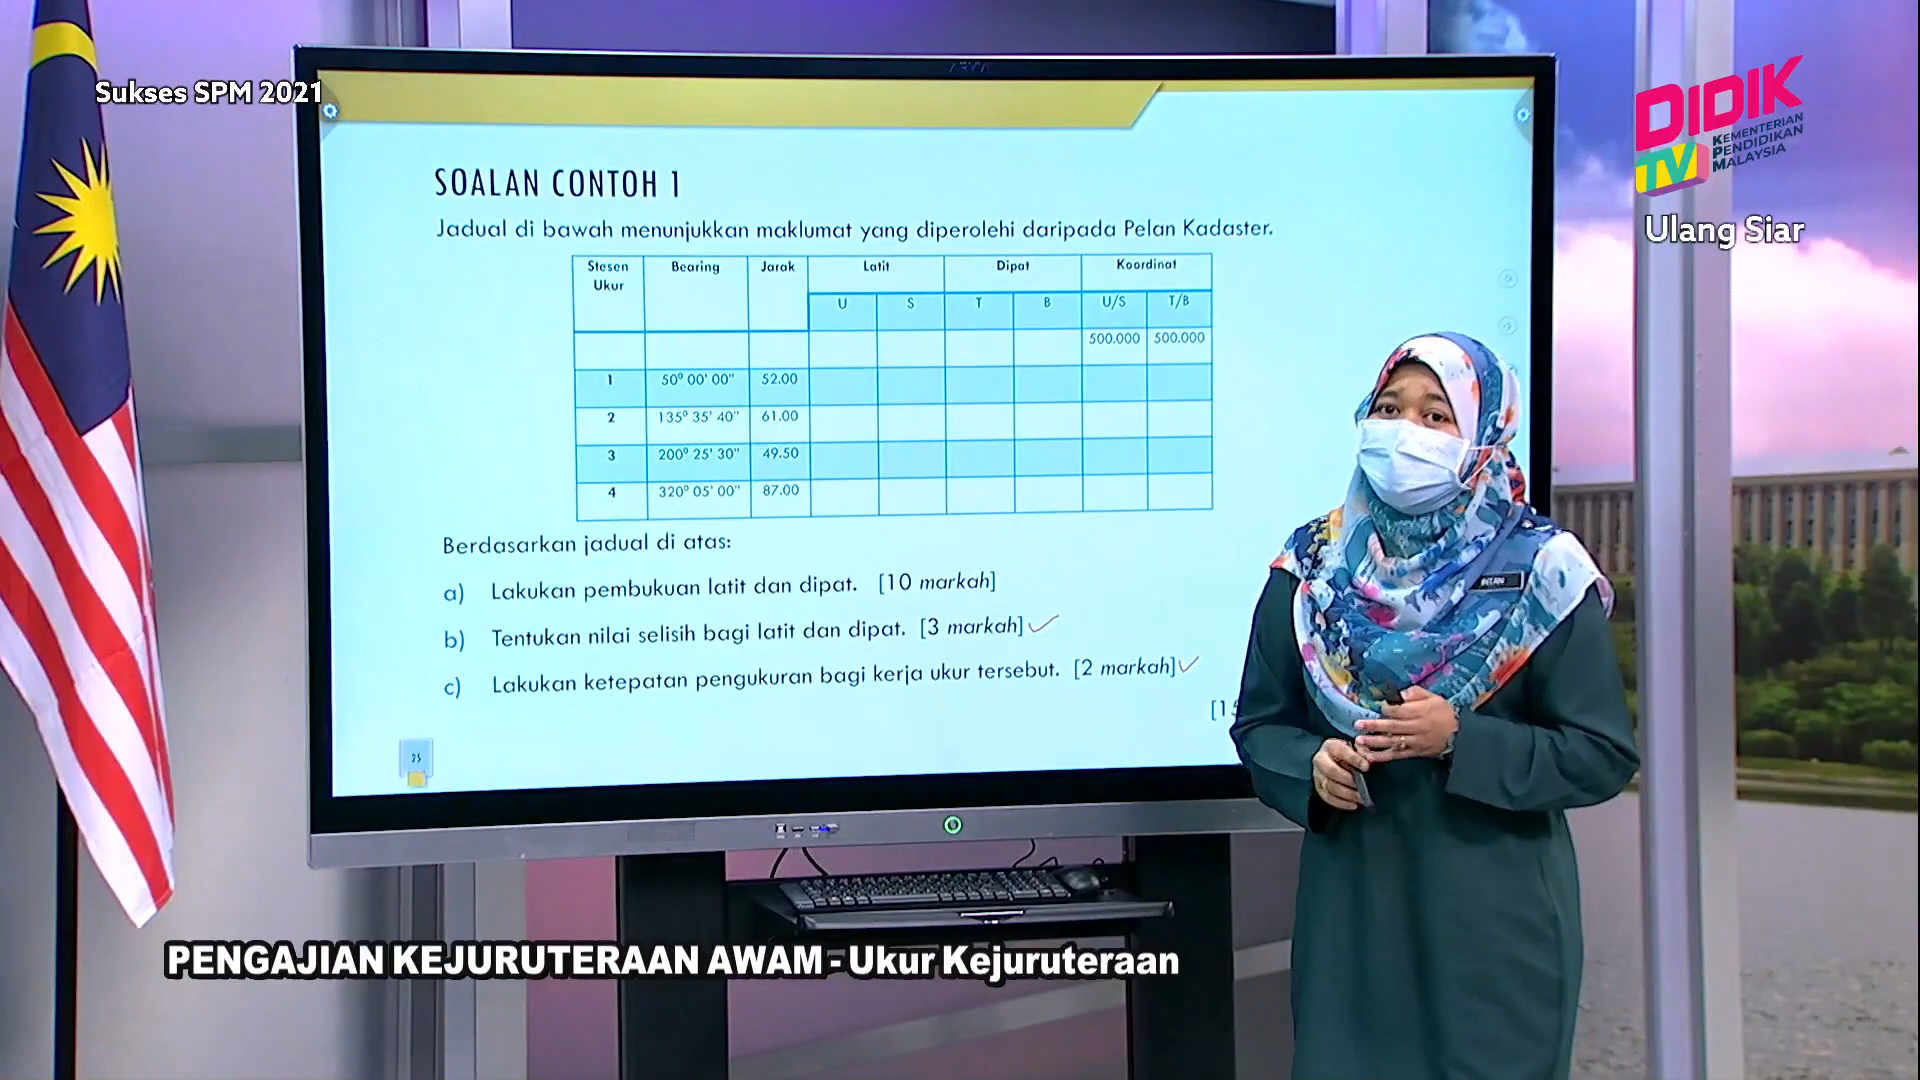 Sukses SPM 2021
DIDIK
TV
KEMENTERIAN
PENDIDIKAN
MALAYSIA
Ulang Siar
SOALAN CONTOH 1
Jadual di bawah menunjukkan maklumat yang diperolehi daripada Pelan Kadaster.
Stesen Ukur Bearing Jarak Latit Dipat Koordinat
U S T B U/S T/B
500.000 500.000
1 50° 00' 00" 52.00
2 135° 35' 40" 61.00
3 200° 25' 30" 49.50
4 320° 05' 00" 87.00
Berdasarkan jadual di atas:
a) Lakukan pembukuan latit dan dipat. [10 markah]
b) Tentukan nilai selisih bagi latit dan dipat. [3 markah]
c) Lakukan ketepatan pengukuran bagi kerja ukur tersebut. [2 markah]
[15
25
INTAN
PENGAJIAN KEJURUTERAAN AWAM - Ukur Kejuruteraan